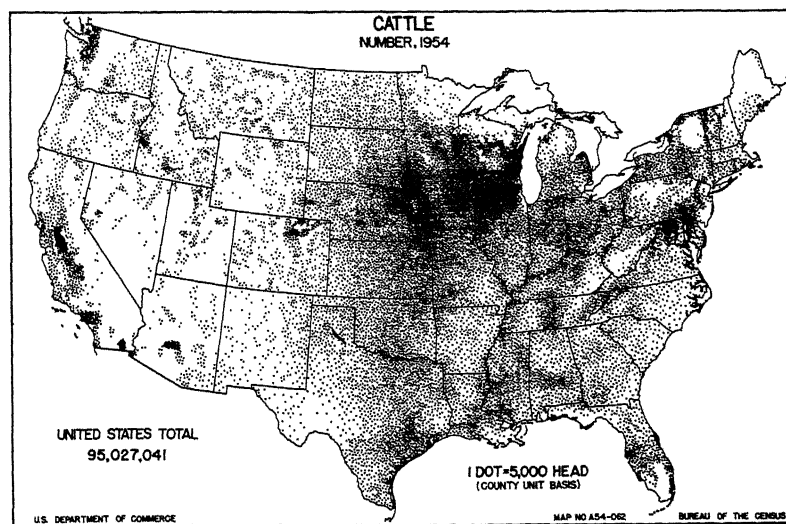 CATTLE
NUMBER, 1954
UNITED STATES TOTAL
95,027,041
1 DOT=5,000 HEAD
(COUNTY UNIT BASIS)
U.S. DEPARTMENT OF COMMERCE
MAP NO A54-062
BUREAU OF THE CENSUS